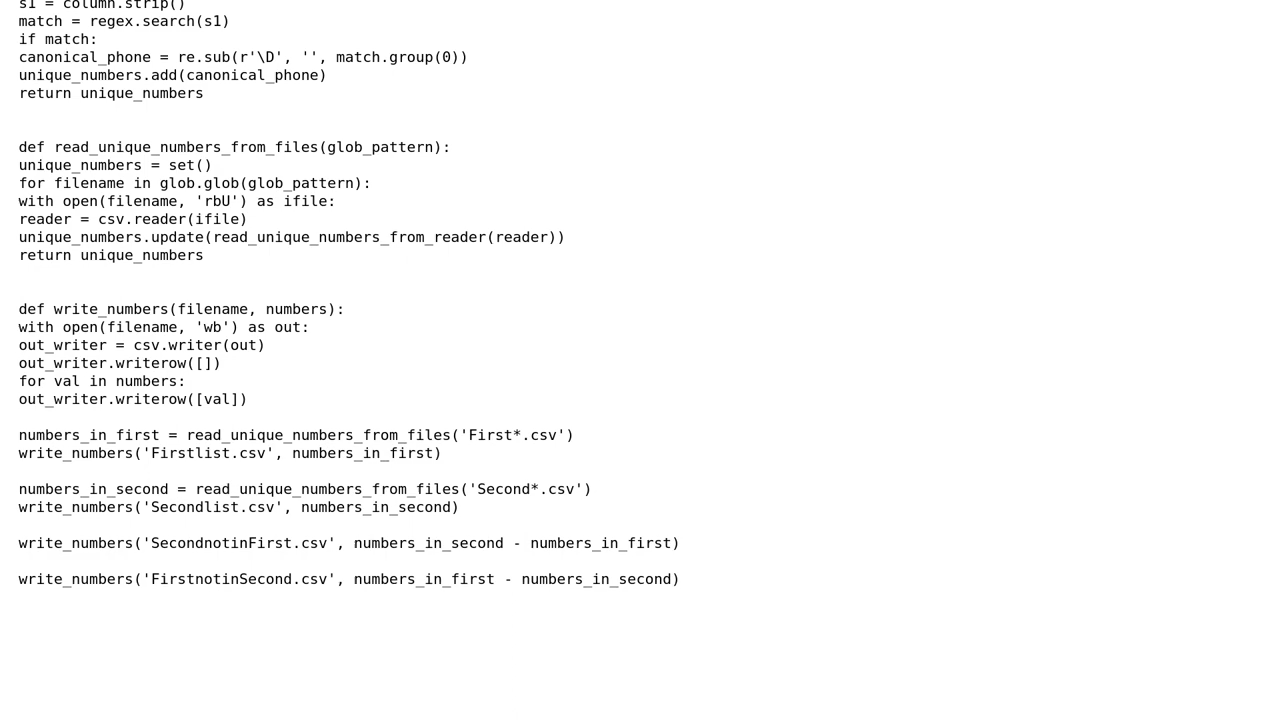 s1 = column.strip()
match = regex.search(s1)
if match:
canonical_phone = re.sub(r'\D', '', match.group(0))
unique_numbers.add(canonical_phone)
return unique_numbers
def read_unique_numbers_from_files(glob_pattern):
unique_numbers = set()
for filename in glob.glob(glob_pattern):
with open(filename, 'rbU') as ifile:
reader = csv.reader(ifile)
unique_numbers.update(read_unique_numbers_from_reader(reader))
return unique_numbers
def write_numbers(filename, numbers):
with open(filename, 'wb') as out:
out_writer = csv.writer(out)
out_writer.writerow([])
for val in numbers:
out_writer.writerow([val])
numbers_in_first = read_unique_numbers_from_files('First*.csv')
write_numbers('Firstlist.csv', numbers_in_first)
numbers_in_second = read_unique_numbers_from_files('Second*.csv')
write_numbers('Secondlist.csv', numbers_in_second)
write_numbers('SecondnotinFirst.csv', numbers_in_second - numbers_in_first)
write_numbers('FirstnotinSecond.csv', numbers_in_first - numbers_in_second)